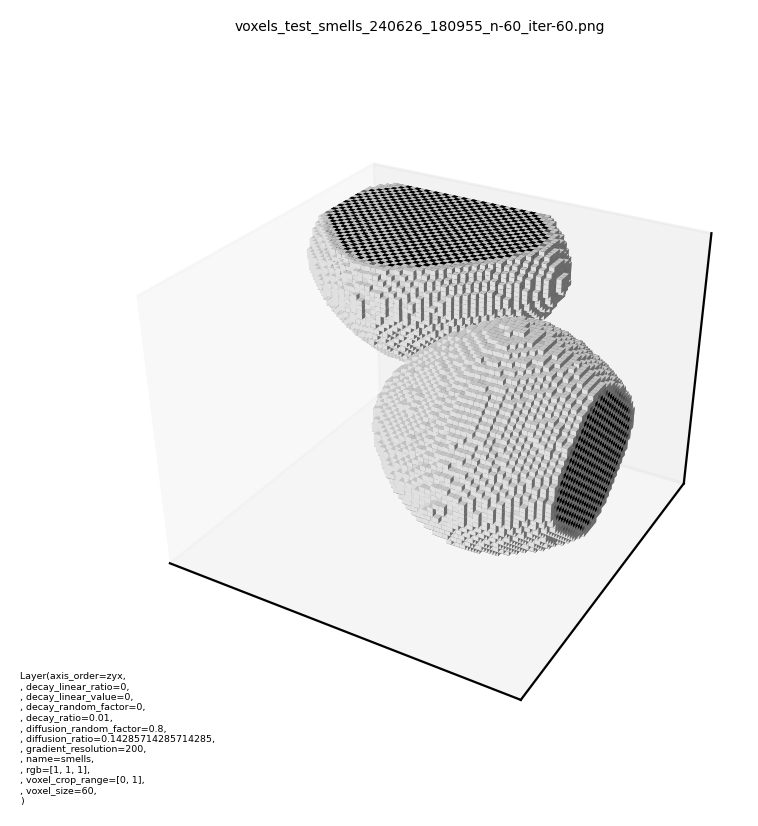 voxels_test_smells_240626_180955_n-60_iter-60.png
Layer(axis_order=zyx,
, decay_linear_ratio=0,
, decay_linear_value=0,
, decay_random_factor=0,
, decay_ratio=0.01,
, diffusion_random_factor=0.8,
, diffusion_ratio=0.14285714285714285,
, gradient_resolution=200,
, name=smells,
, rgb=[1, 1, 1],
, voxel_crop_range=[0, 1],
, voxel_size=60,
)